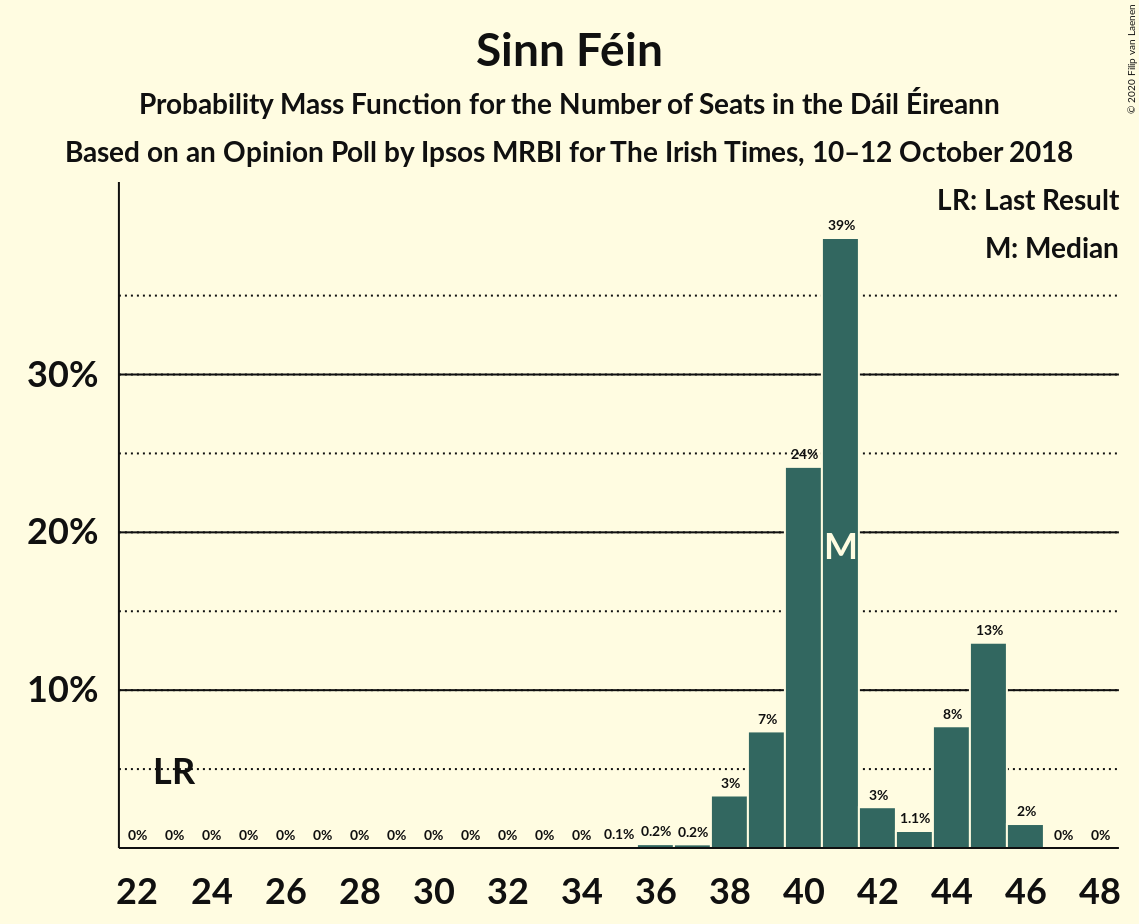 Sinn Féin
Probability Mass Function for the Number of Seats in the Dáil Éireann
Based on an Opinion Poll by Ipsos MRBI for The Irish Times, 10–12 October 2018
© 2020 Filip van Laenen
LR: Last Result
M: Median
30%
20%
10%
LR
M
0% 0% 0% 0% 0% 0% 0% 0% 0% 0% 0% 0% 0% 0.1% 0.2% 0.2% 3% 7% 24% 39% 3% 1.1% 8% 13% 2% 0% 0%
22 24 26 28 30 32 34 36 38 40 42 44 46 48